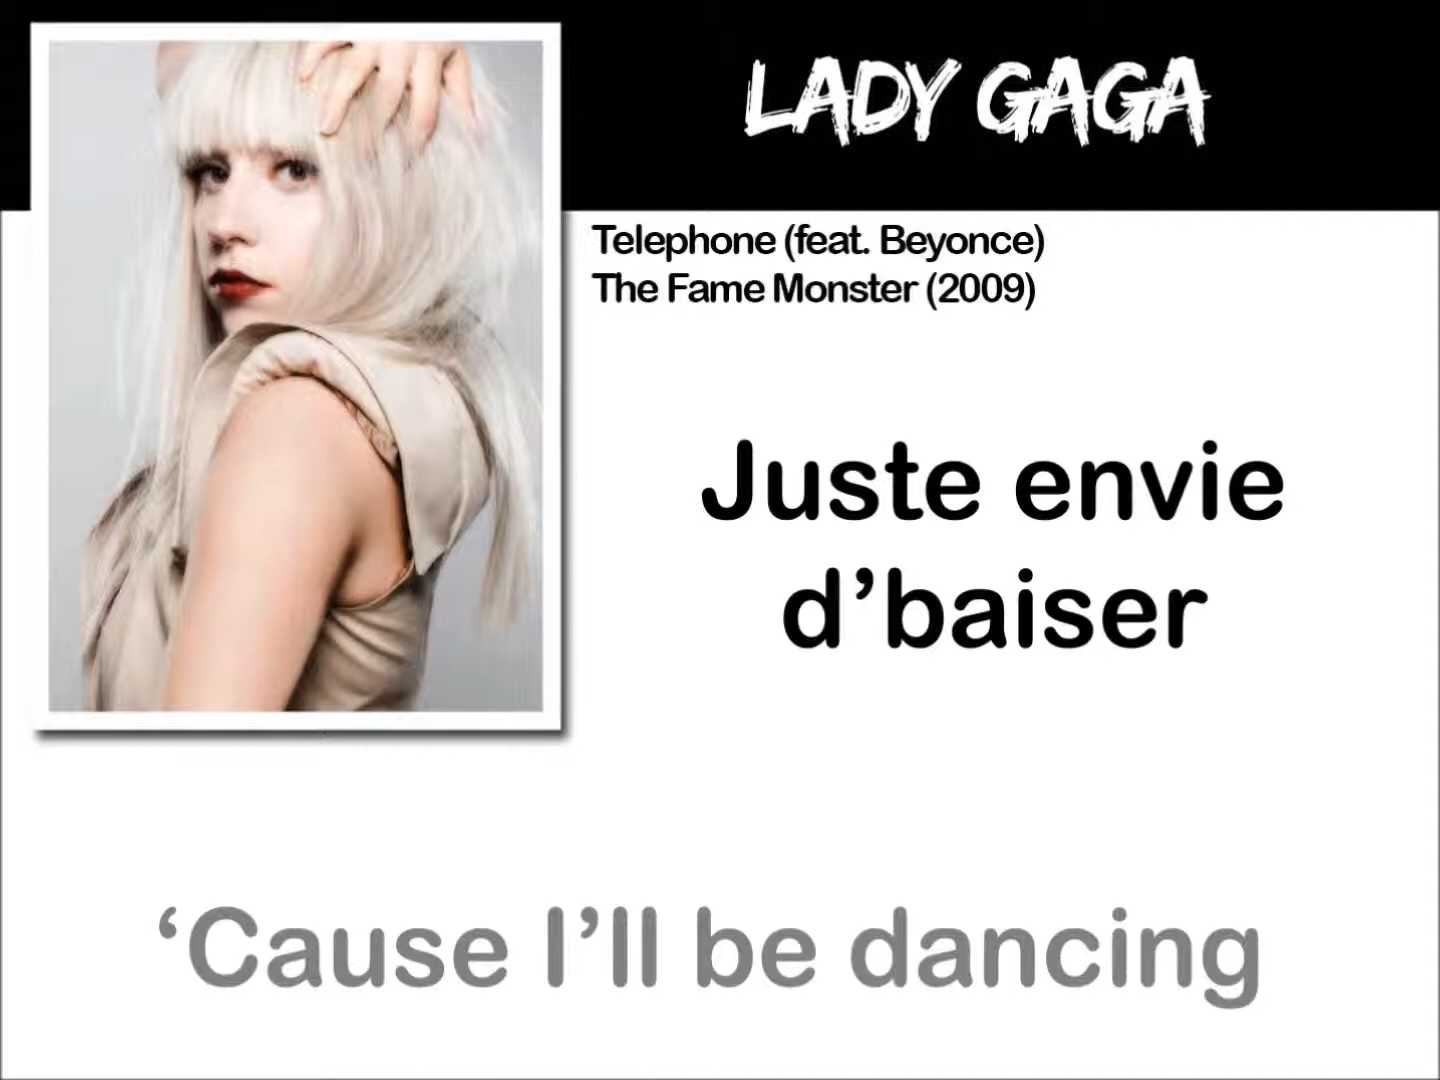 LADY GAGA
Telephone (feat. Beyonce)
The Fame Monster (2009)
Juste envie
d’baiser
‘Cause I’ll be dancing